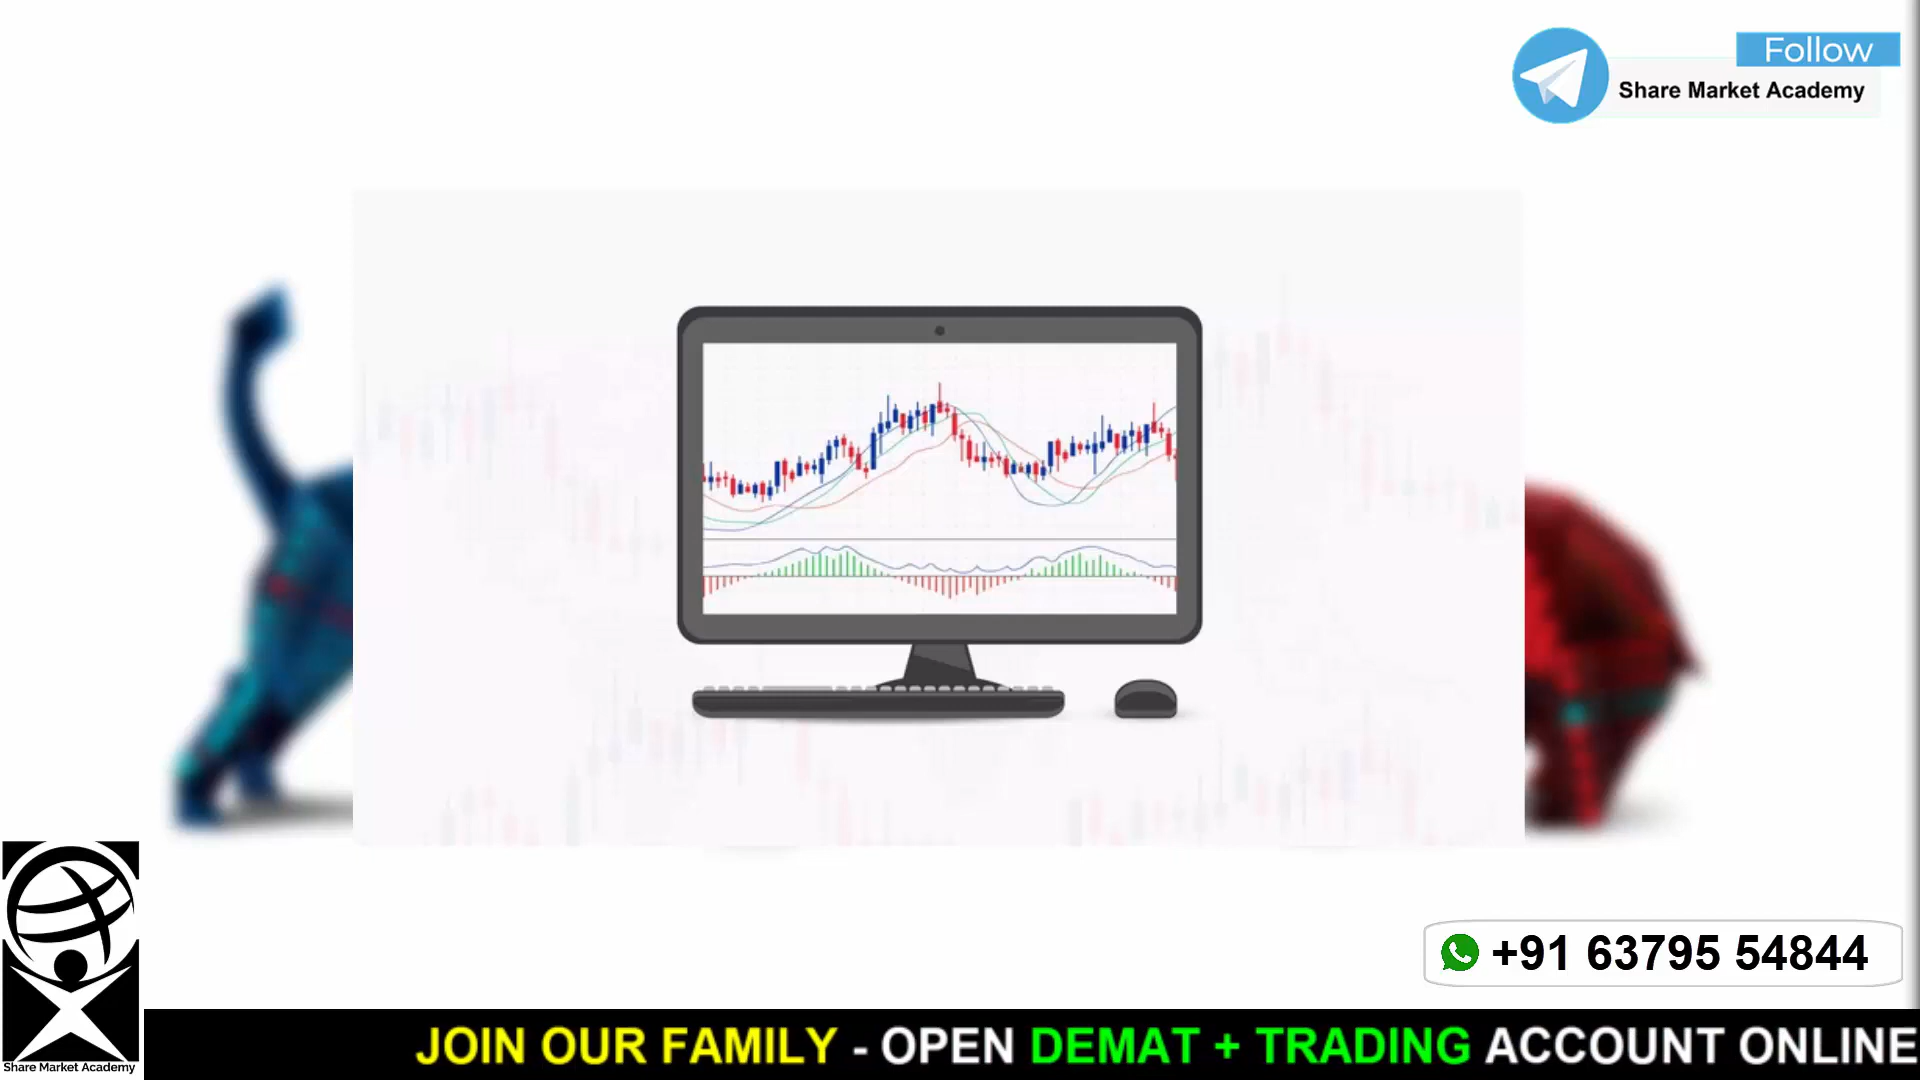 Follow
Share Market Academy
+91 63795 54844
Share Market Academy
JOIN OUR FAMILY - OPEN DEMAT + TRADING ACCOUNT ONLINE